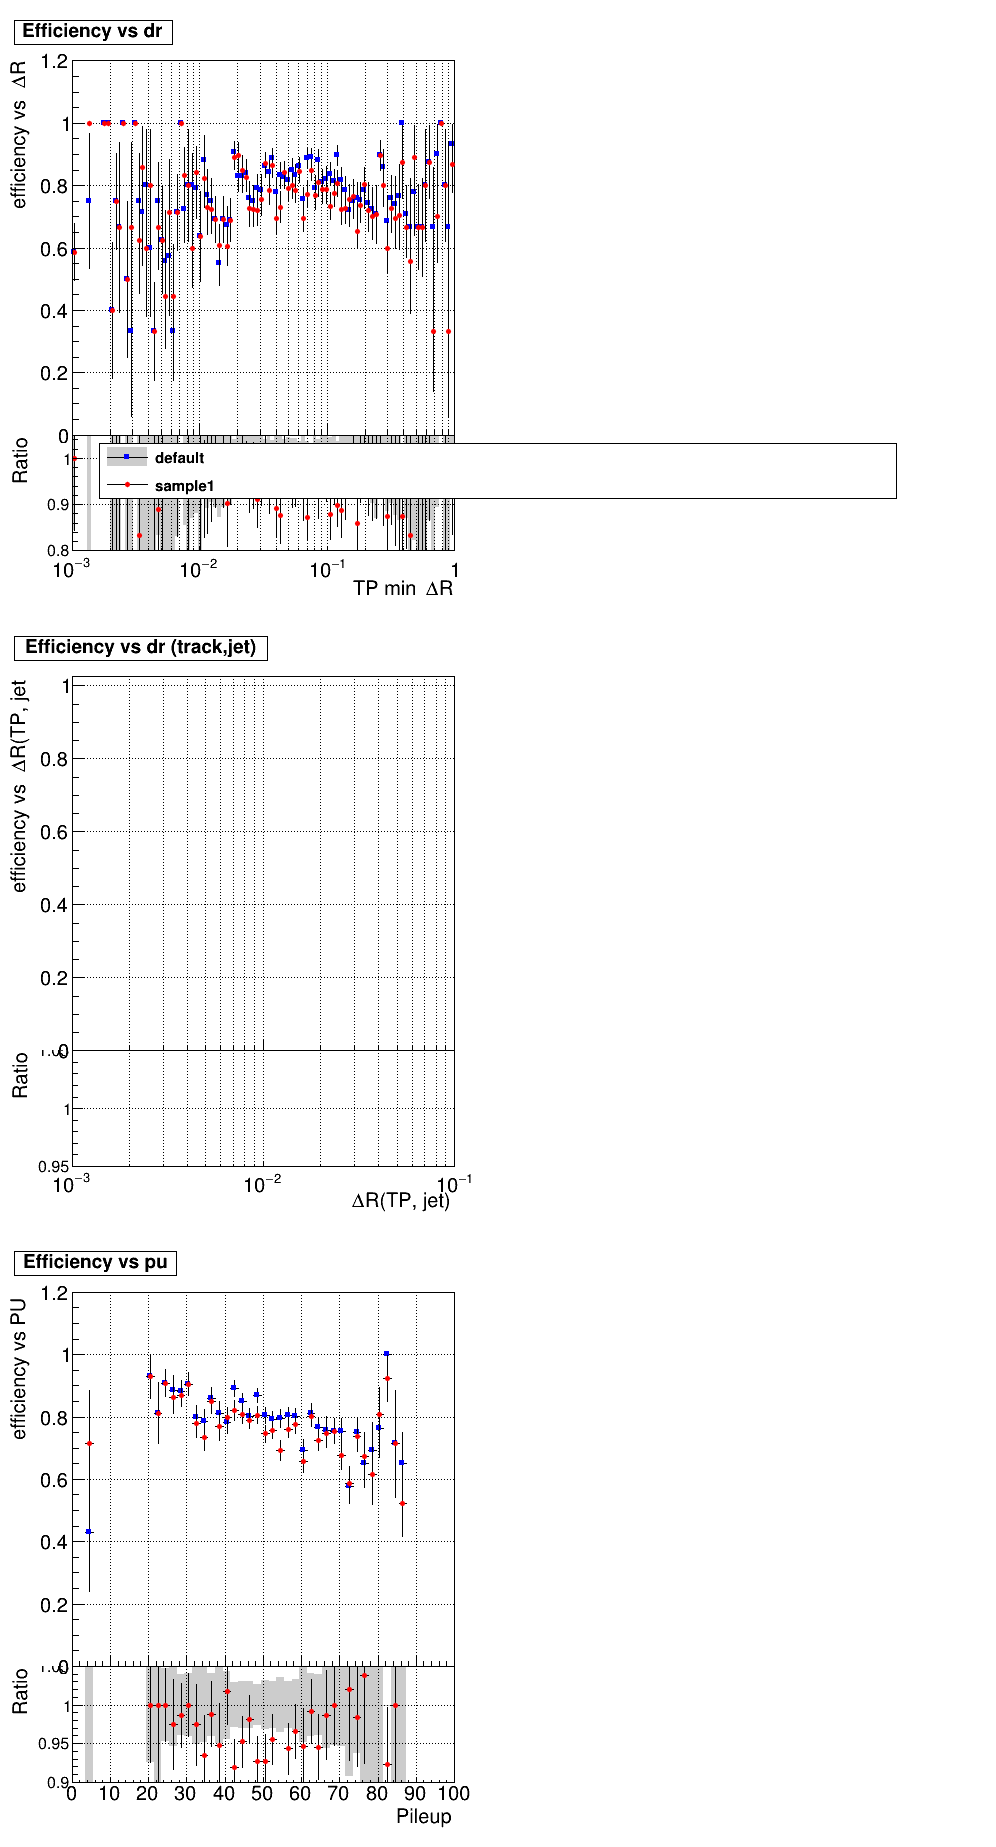 Efficiency vs dr
efficiency vs ΔR
1.2
1
0.8
0.6
0.4
0.2
0
Ratio
1
0.9
0.8
default
sample1
10⁻³ 10⁻² 10⁻¹ 1
TP min ΔR
Efficiency vs dr (track,jet)
efficiency vs ΔR(TP, jet
1
0.8
0.6
0.4
0.2
0
Ratio
1
0.95
10⁻³ 10⁻² 10⁻¹
ΔR(TP, jet)
Efficiency vs pu
efficiency vs PU
1.2
1
0.8
0.6
0.4
0.2
0
Ratio
1
0.95
0.9
0 10 20 30 40 50 60 70 80 90 100
Pileup